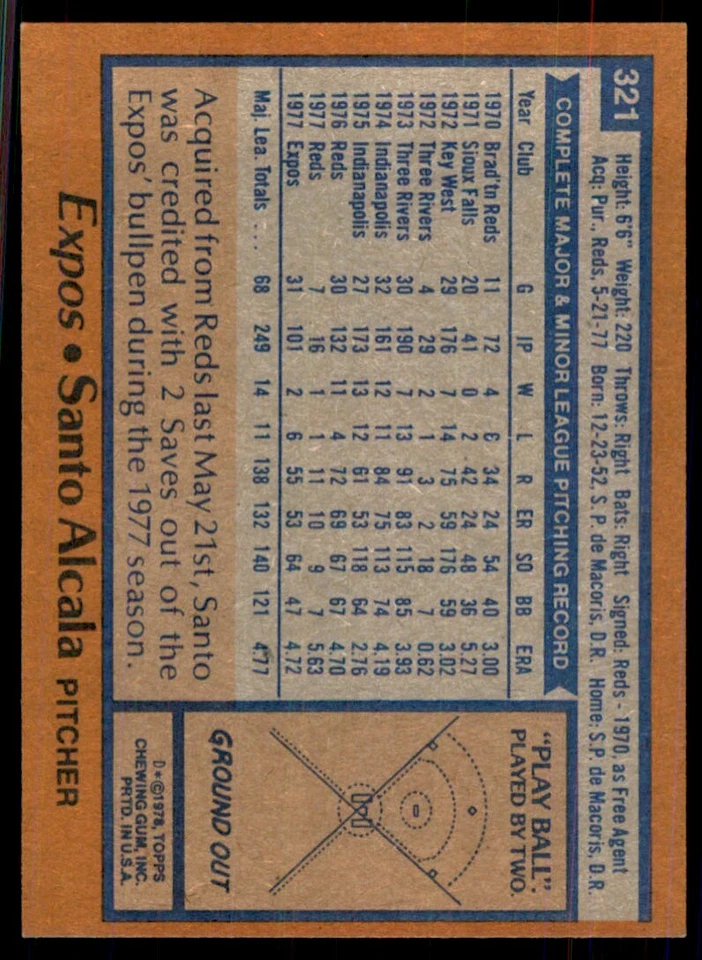 321
Height: 6'6" Weight: 220 Throws: Right Bats: Right Signed: Reds - 1970, as Free Agent
Acq: Pur., Reds, 5-21-77 Born: 12-23-52, S. P. de Macoris, D.R. Home: S.P. de Macoris, D.R.
COMPLETE MAJOR & MINOR LEAGUE PITCHING RECORD
Year Club G IP W L R ER SO BB ERA
1970 Brad'tn Reds 11 72 4 6 34 24 54 40 3.00
1971 Sioux Falls 20 41 0 2 42 24 48 36 5.27
1972 Key West 29 176 7 14 75 59 176 59 3.02
1972 Three Rivers 4 29 2 1 3 2 18 7 0.62
1973 Three Rivers 30 190 7 13 91 83 115 85 3.93
1974 Indianapolis 32 161 12 11 84 75 113 74 4.19
1975 Indianapolis 27 173 13 12 61 53 118 64 2.76
1976 Reds 30 132 11 4 72 69 67 67 4.70
1977 Reds 7 16 1 1 11 10 9 7 5.63
1977 Expos 31 101 2 6 55 53 64 47 4.72
Maj. Lea. Totals ... 68 249 14 11 138 132 140 121 4.77
Acquired from Reds last May 21st, Santo
was credited with 2 Saves out of the
Expos' bullpen during the 1977 season.
"PLAY BALL":
PLAYED BY TWO.
GROUND OUT
D*©1978, TOPPS
CHEWING GUM, INC.
PRTD. IN U.S.A.
Expos • Santo Alcala PITCHER